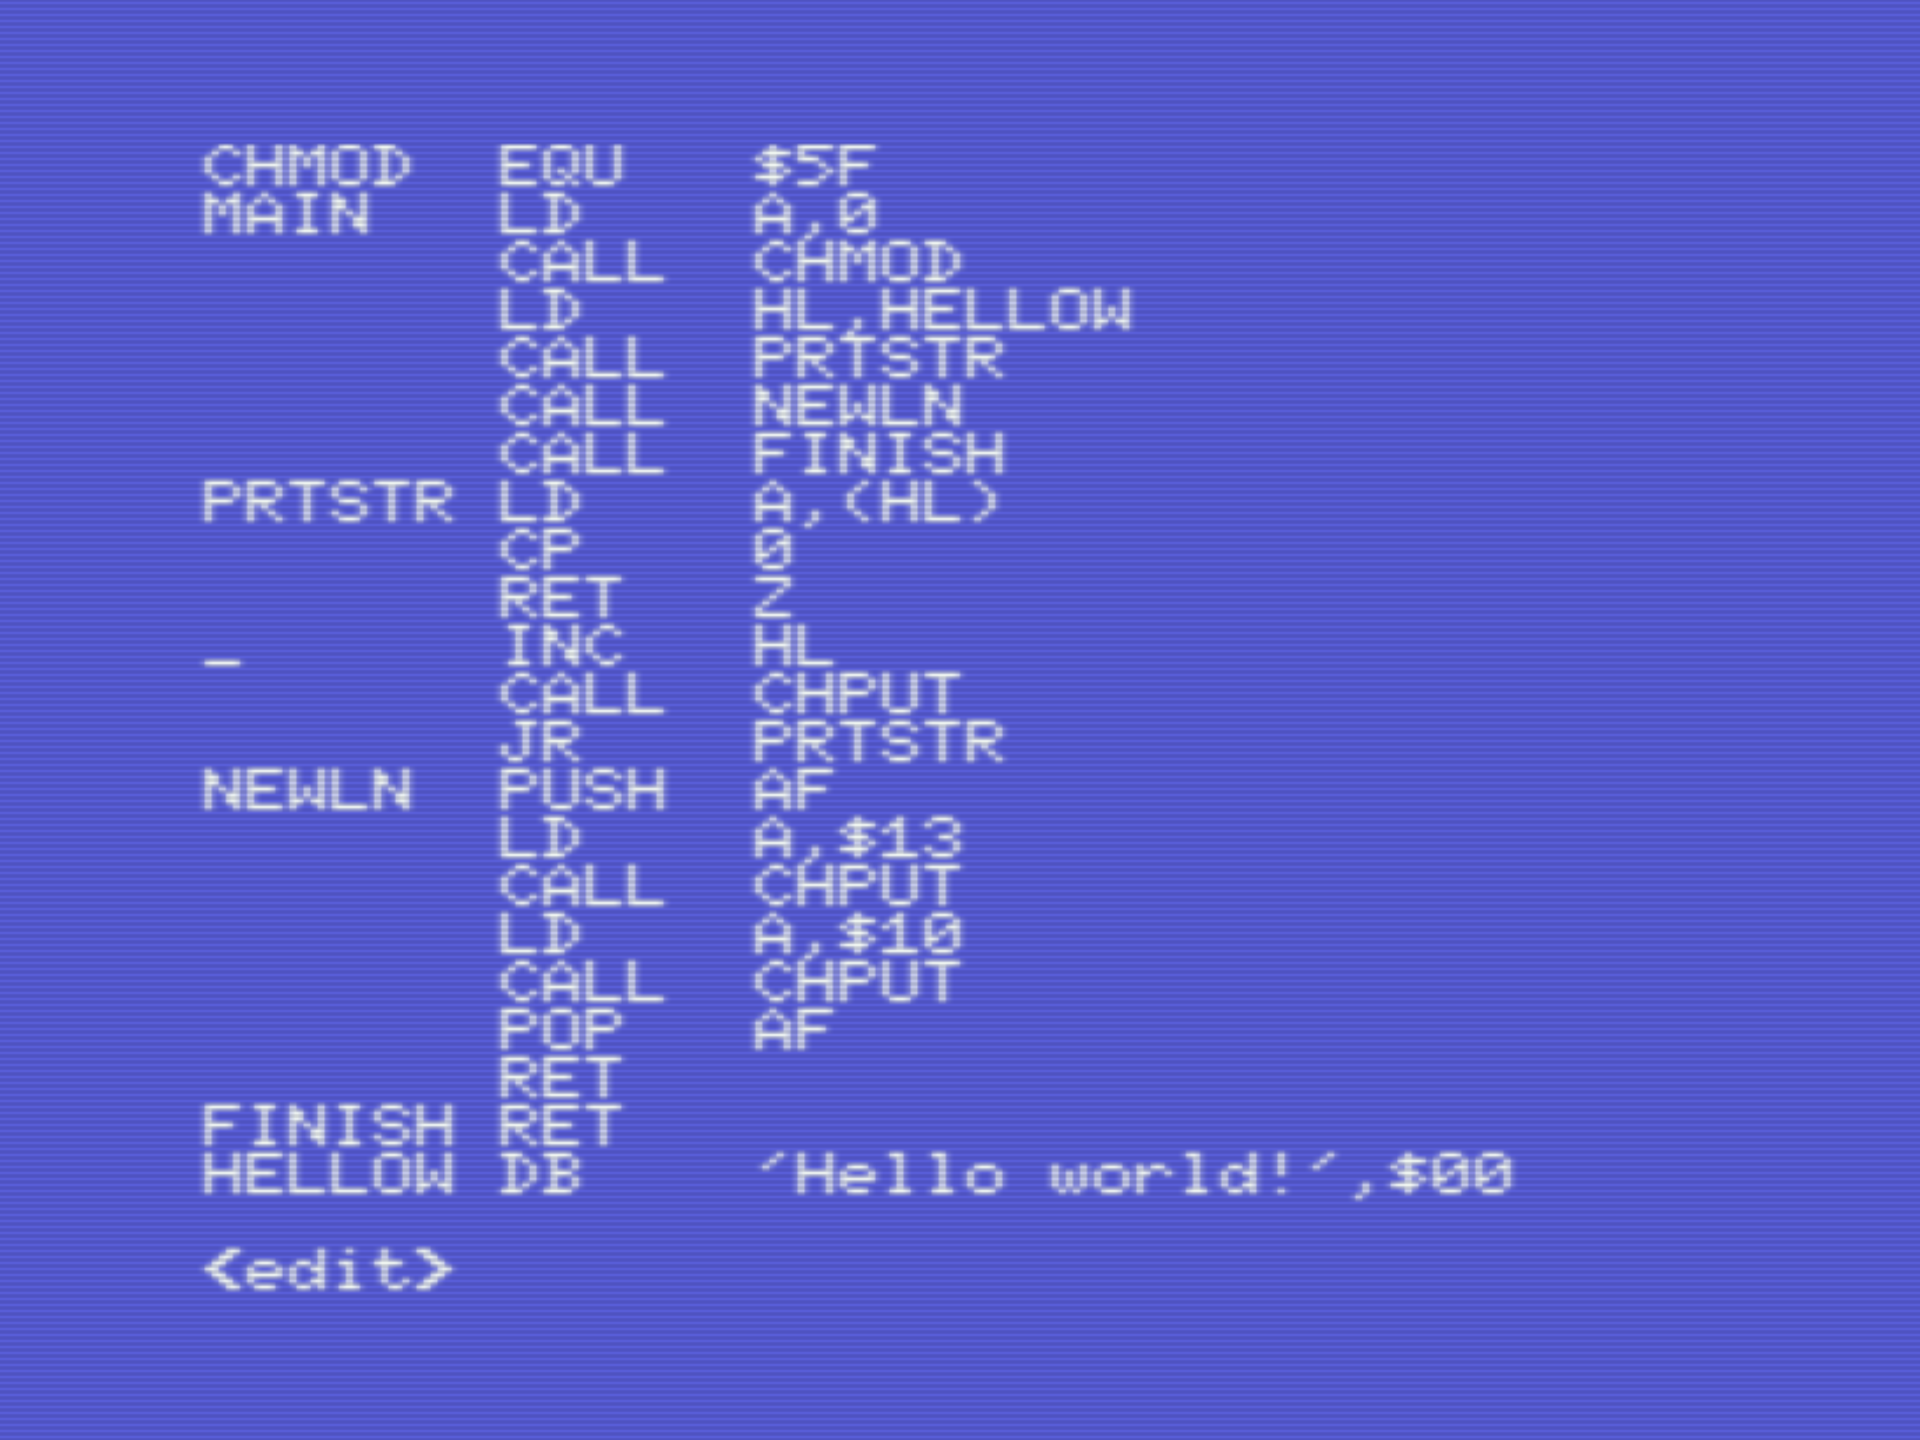 CHMOD  EQU   $5F
MAIN   LD    A,0
       CALL  CHMOD
       LD    HL,HELLOW
       CALL  PRTSTR
       CALL  NEWLN
       CALL  FINISH
PRTSTR LD    A,(HL)
       CP    0
       RET   Z
_      INC   HL
       CALL  CHPUT
       JR    PRTSTR
NEWLN  PUSH  AF
       LD    A,$13
       CALL  CHPUT
       LD    A,$10
       CALL  CHPUT
       POP   AF
       RET
FINISH RET
HELLOW DB    ´Hello world!´,$00
<edit>